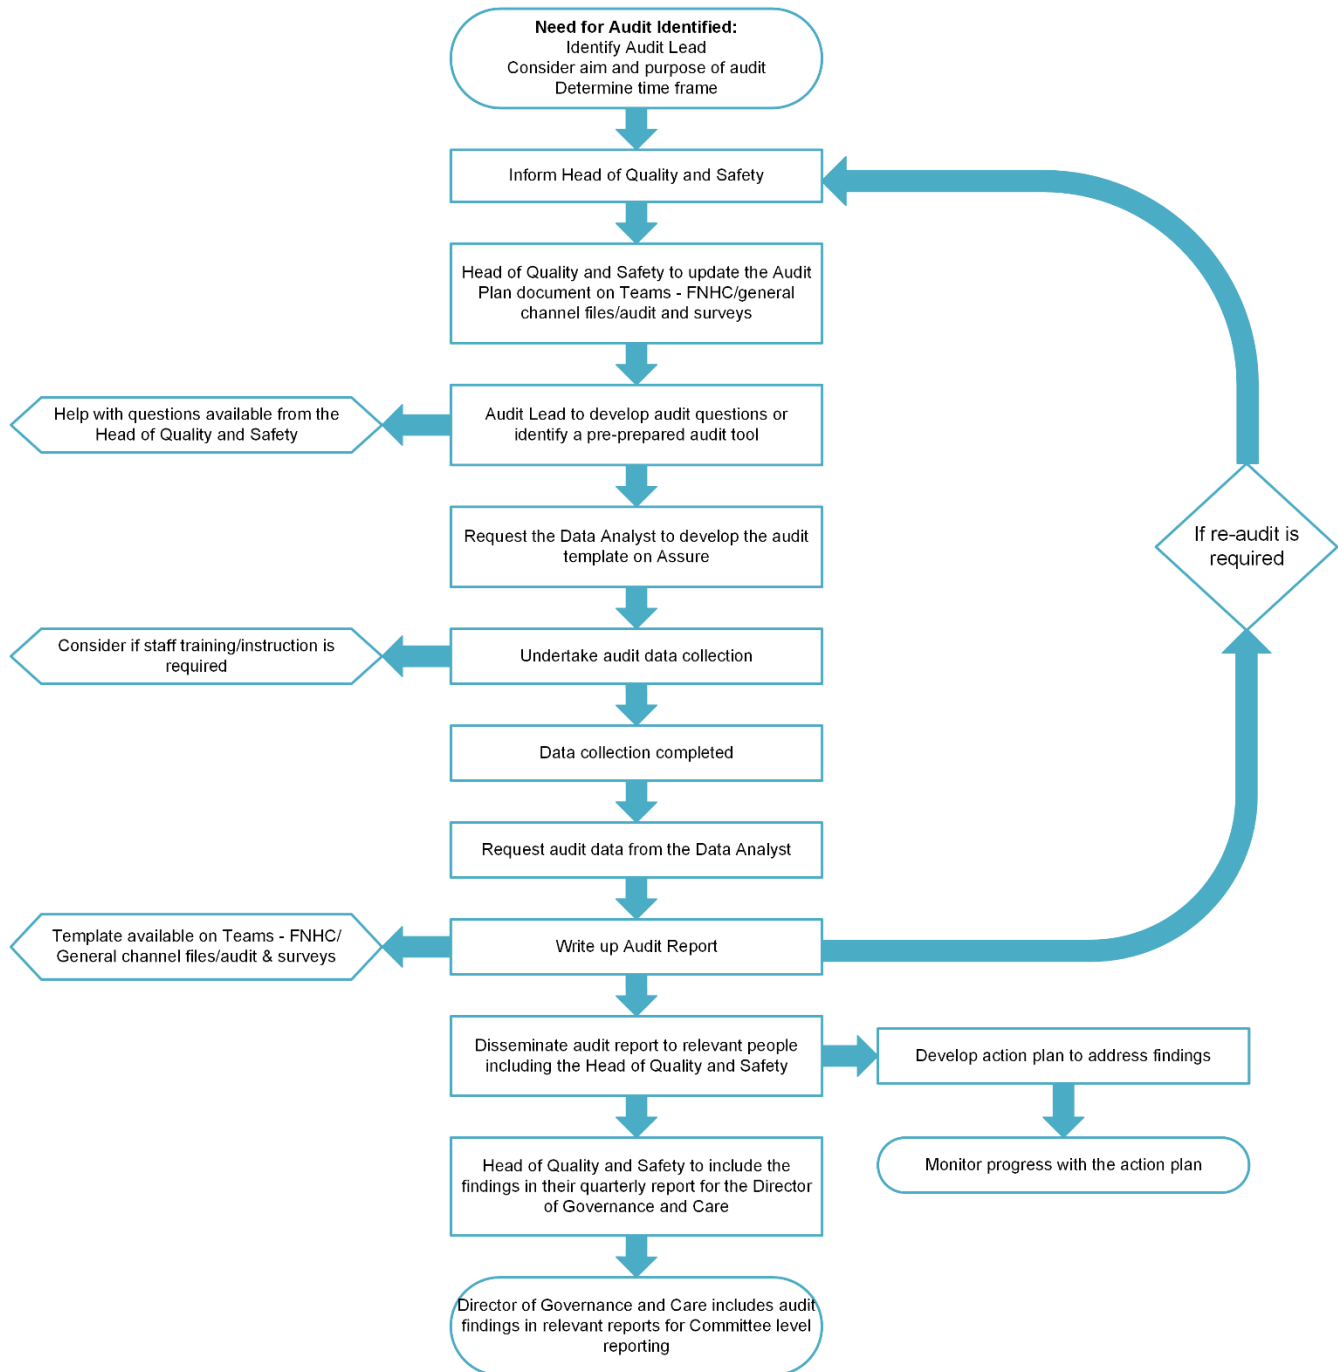 Need for Audit Identified:
Identify Audit Lead
Consider aim and purpose of audit
Determine time frame
Inform Head of Quality and Safety
Head of Quality and Safety to update the Audit
Plan document on Teams - FNHC/general
channel files/audit and surveys
Help with questions available from the
Head of Quality and Safety
Audit Lead to develop audit questions or
identify a pre-prepared audit tool
Request the Data Analyst to develop the audit
template on Assure
If re-audit is
required
Consider if staff training/instruction is
required
Undertake audit data collection
Data collection completed
Request audit data from the Data Analyst
Template available on Teams - FNHC/
General channel files/audit & surveys
Write up Audit Report
Disseminate audit report to relevant people
including the Head of Quality and Safety
Develop action plan to address findings
Monitor progress with the action plan
Head of Quality and Safety to include the
findings in their quarterly report for the Director
of Governance and Care
Director of Governance and Care includes audit
findings in relevant reports for Committee level
reporting